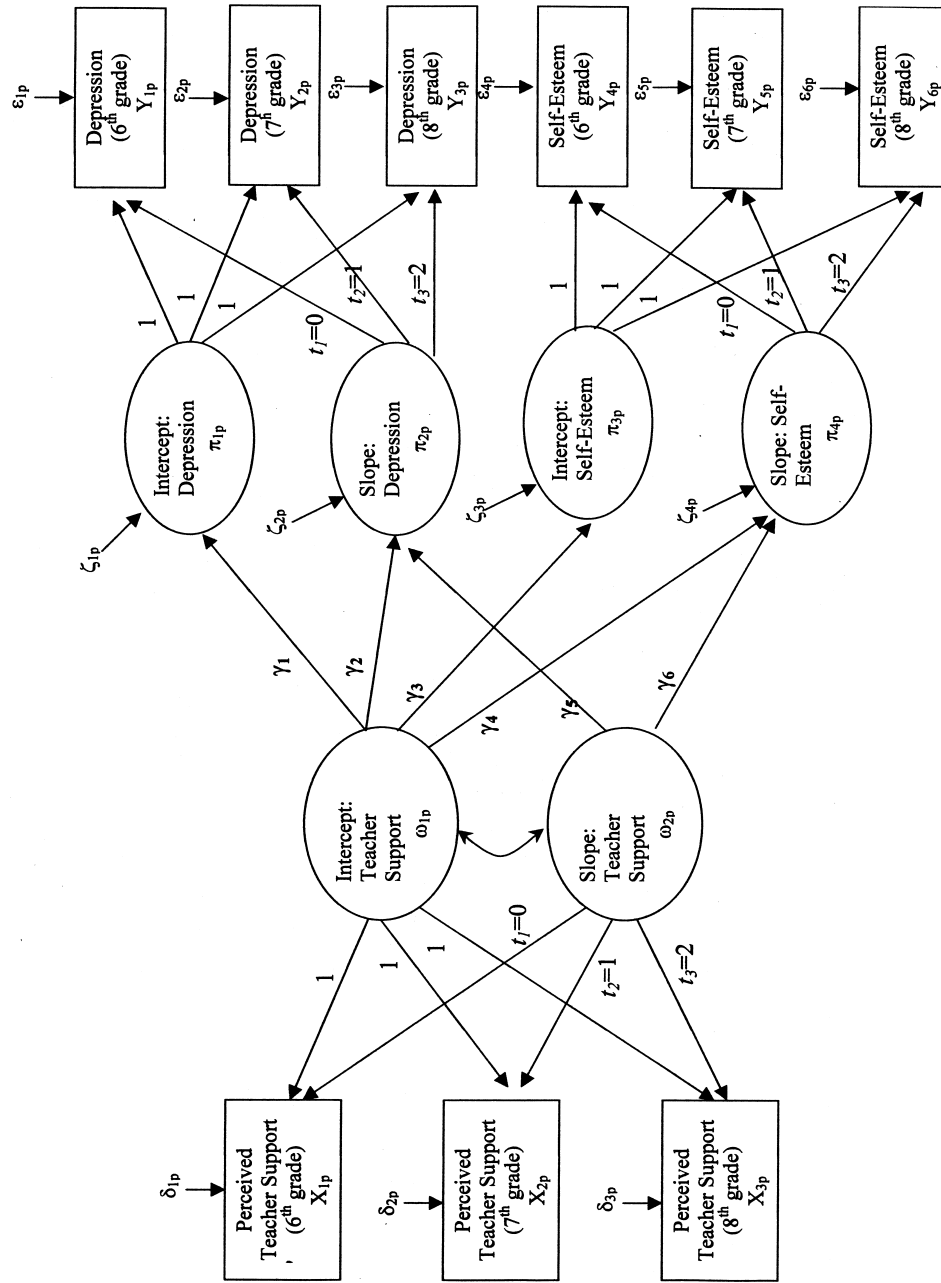 δ1p
Perceived
Teacher Support
(6th grade)
X1p
δ2p
Perceived
Teacher Support
(7th grade)
X2p
δ3p
Perceived
Teacher Support
(8th grade)
X3p
1
1
1
t1=0
t2=1
t3=2
Intercept:
Teacher
Support ω1p
Slope:
Teacher
Support ω2p
γ1
γ2
γ3
γ4
γ5
γ6
ζ1p
Intercept:
Depression
π1p
ζ2p
Slope:
Depression
π2p
ζ3p
Intercept:
Self-Esteem
π3p
ζ4p
Slope: Self-
Esteem
π4p
1
1
1
t1=0
t2=1
t3=2
1
1
1
t1=0
t2=1
t3=2
ε1p
Depression
(6th grade)
Y1p
ε2p
Depression
(7th grade)
Y2p
ε3p
Depression
(8th grade)
Y3p
ε4p
Self-Esteem
(6th grade)
Y4p
ε5p
Self-Esteem
(7th grade)
Y5p
ε6p
Self-Esteem
(8th grade)
Y6p